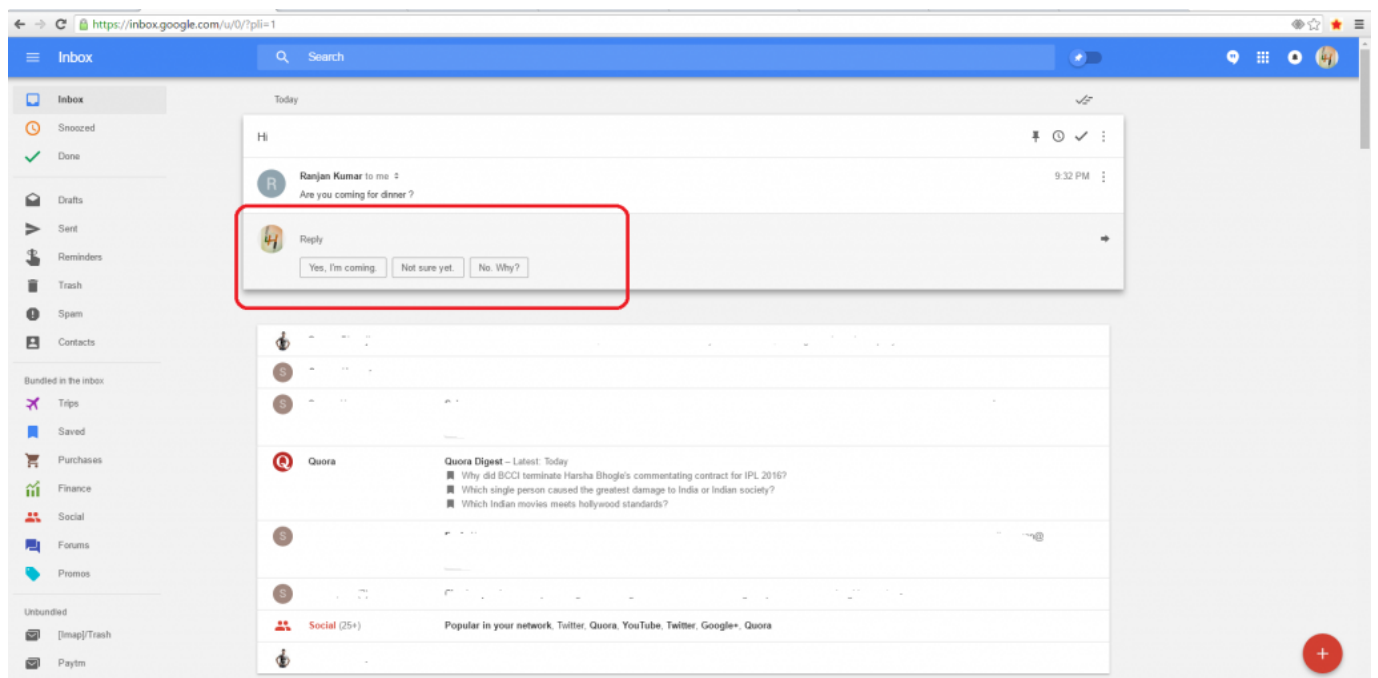 https://inbox.google.com/u/0/?pli=1
Inbox
Search
Inbox
Snoozed
Done
Drafts
Sent
Reminders
Trash
Spam
Contacts
Bundled in the inbox
Trips
Saved
Purchases
Finance
Social
Forums
Promos
Unbundled
[Imap]/Trash
Paytm
Today
Hi
R
Ranjan Kumar to me
9:32 PM
Are you coming for dinner ?
Reply
Yes, I'm coming. Not sure yet. No. Why?
S
S
Quora
Quora Digest – Latest: Today
Why did BCCI terminate Harsha Bhogle's commentating contract for IPL 2016?
Which single person caused the greatest damage to India or Indian society?
Which Indian movies meets hollywood standards?
S
S
Social (25+) Popular in your network, Twitter, Quora, YouTube, Twitter, Google+, Quora